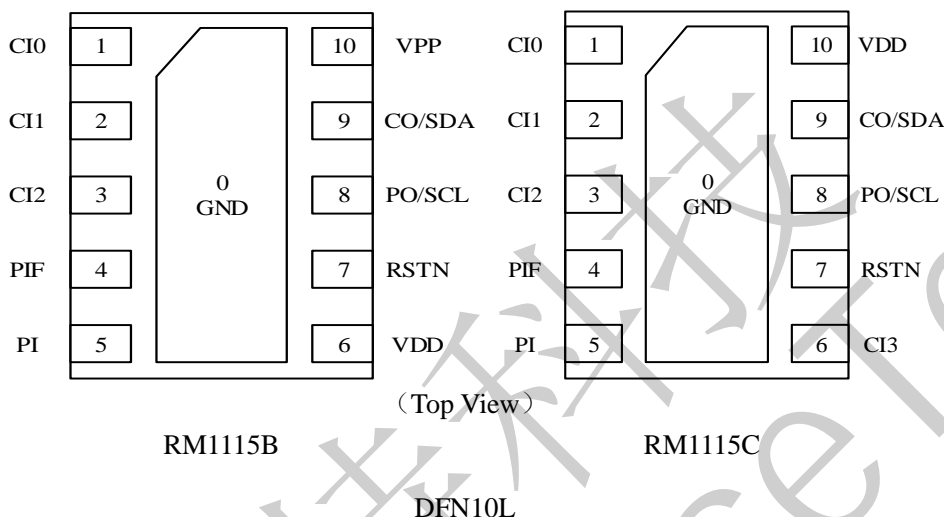 CI0 1 10 VPP
CI1 2 9 CO/SDA
CI2 3 8 PO/SCL
PIF 4 7 RSTN
PI 5 6 VDD
0
GND
CI0 1 10 VDD
CI1 2 9 CO/SDA
CI2 3 8 PO/SCL
PIF 4 7 RSTN
PI 5 6 CI3
0
GND
（Top View）
RM1115B
RM1115C
DFN10L